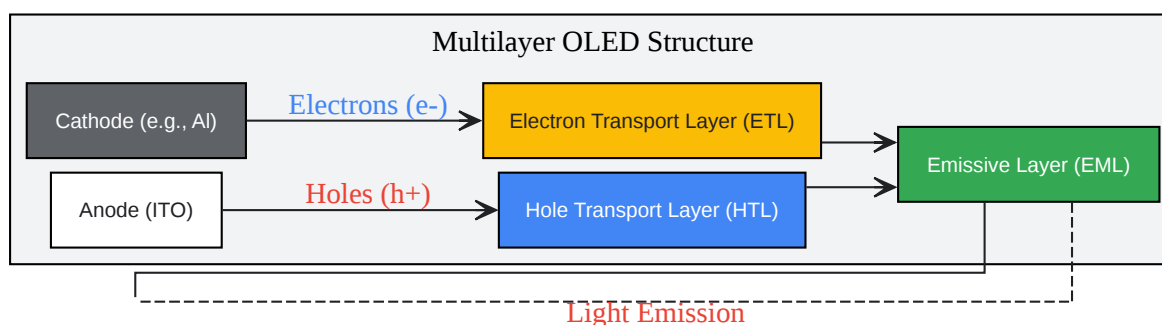 Multilayer OLED Structure
Cathode (e.g., Al)
Electrons (e-)
Electron Transport Layer (ETL)
Emissive Layer (EML)
Anode (ITO)
Holes (h+)
Hole Transport Layer (HTL)
Light Emission